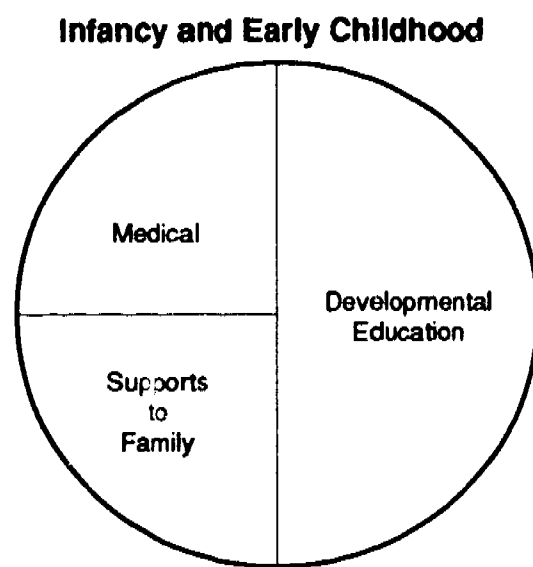 Infancy and Early Childhood
Medical
Developmental
Education
Supports
to
Family